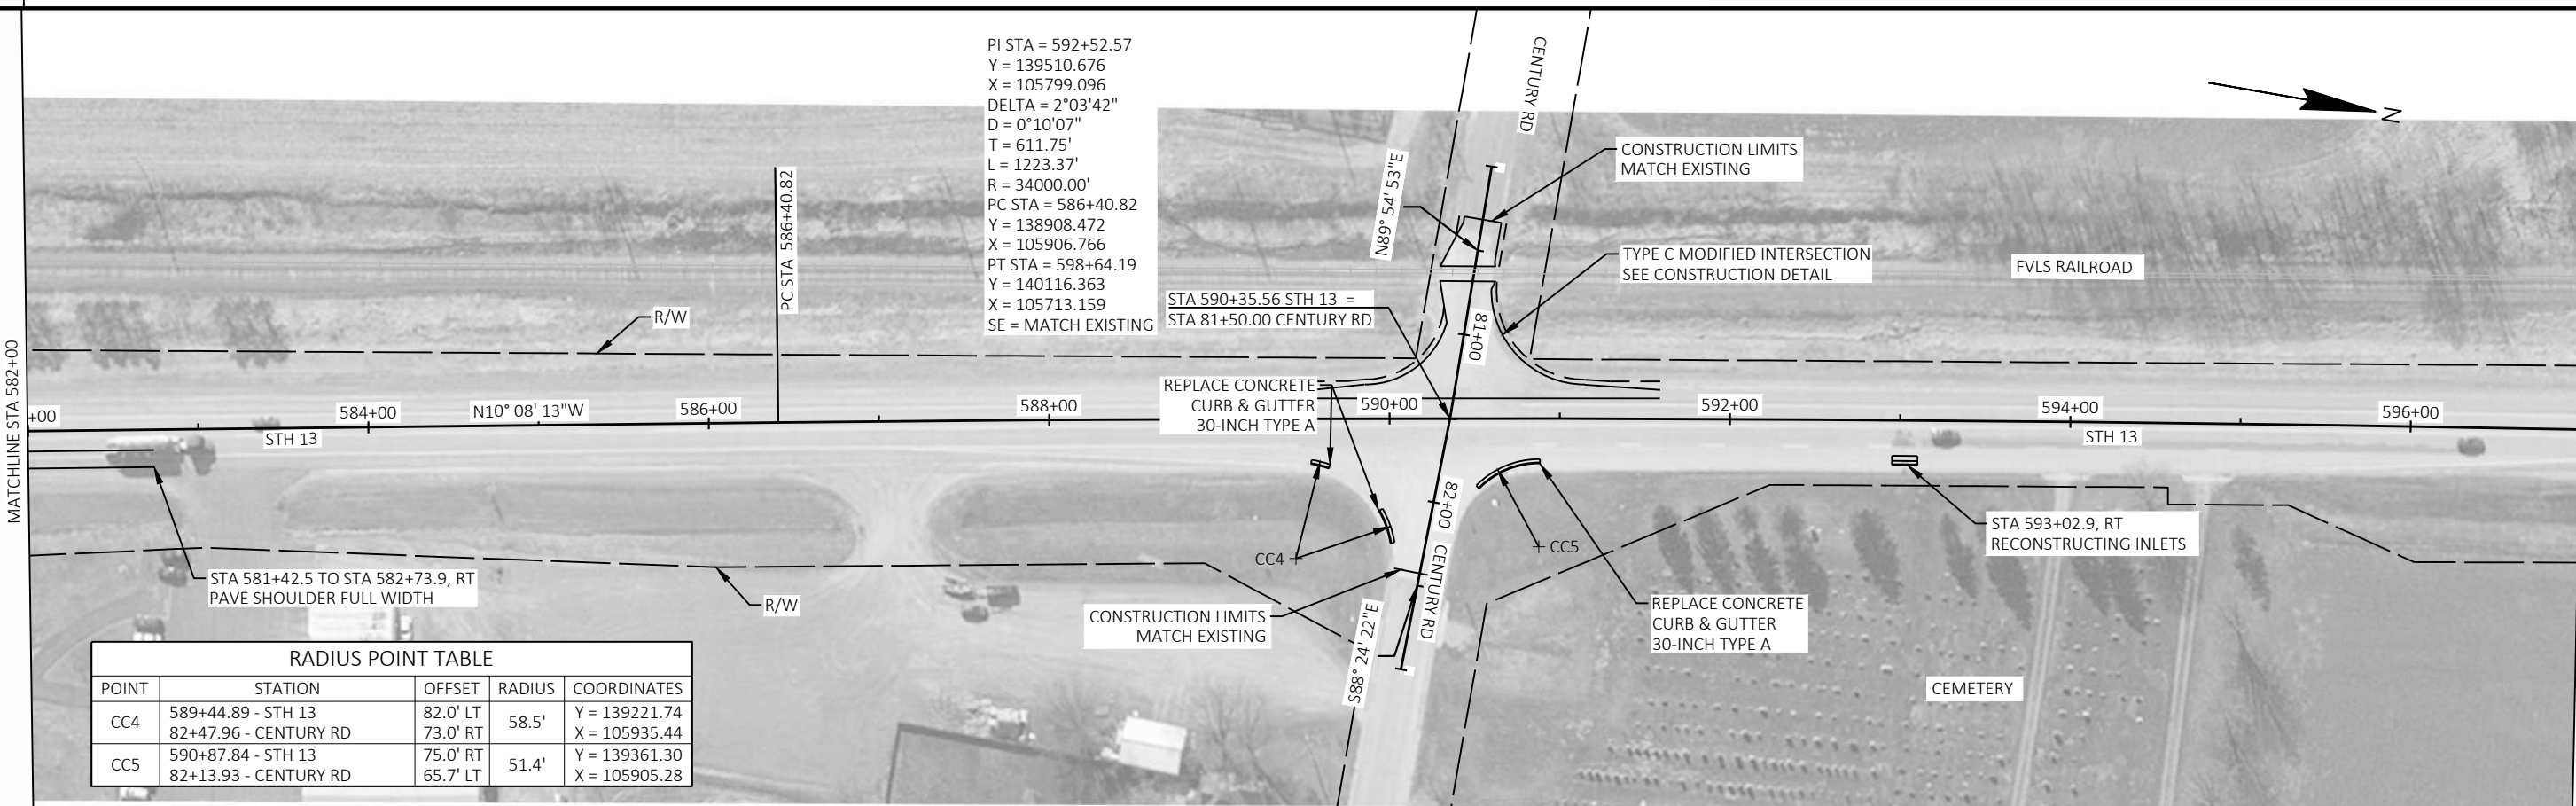 PI STA = 592+52.57
Y = 139510.676
X = 105799.096
DELTA = 2°03'42"
D = 0°10'07"
T = 611.75'
L = 1223.37'
R = 34000.00'
PC STA = 586+40.82
Y = 138908.472
X = 105906.766
PT STA = 598+64.19
Y = 140116.363
X = 105713.159
SE = MATCH EXISTING
CENTURY RD
N
CONSTRUCTION LIMITS
MATCH EXISTING
N89° 54' 53"E
PC STA 586+40.82
TYPE C MODIFIED INTERSECTION
SEE CONSTRUCTION DETAIL
FVLS RAILROAD
STA 590+35.56 STH 13 =
STA 81+50.00 CENTURY RD
R/W
81+00
MATCHLINE STA 582+00
REPLACE CONCRETE
CURB & GUTTER
30-INCH TYPE A
+00
584+00
N10° 08' 13"W
586+00
588+00
590+00
592+00
594+00
596+00
STH 13
STH 13
82+00
STA 593+02.9, RT
RECONSTRUCTING INLETS
CC4
CC5
STA 581+42.5 TO STA 582+73.9, RT
PAVE SHOULDER FULL WIDTH
R/W
CENTURY RD
CONSTRUCTION LIMITS
MATCH EXISTING
S88° 24' 22"E
REPLACE CONCRETE
CURB & GUTTER
30-INCH TYPE A
CEMETERY
RADIUS POINT TABLE
POINT STATION OFFSET RADIUS COORDINATES
CC4 589+44.89 - STH 13 82.0' LT 58.5' Y = 139221.74
82+47.96 - CENTURY RD 73.0' RT X = 105935.44
CC5 590+87.84 - STH 13 75.0' RT 51.4' Y = 139361.30
82+13.93 - CENTURY RD 65.7' LT X = 105905.28